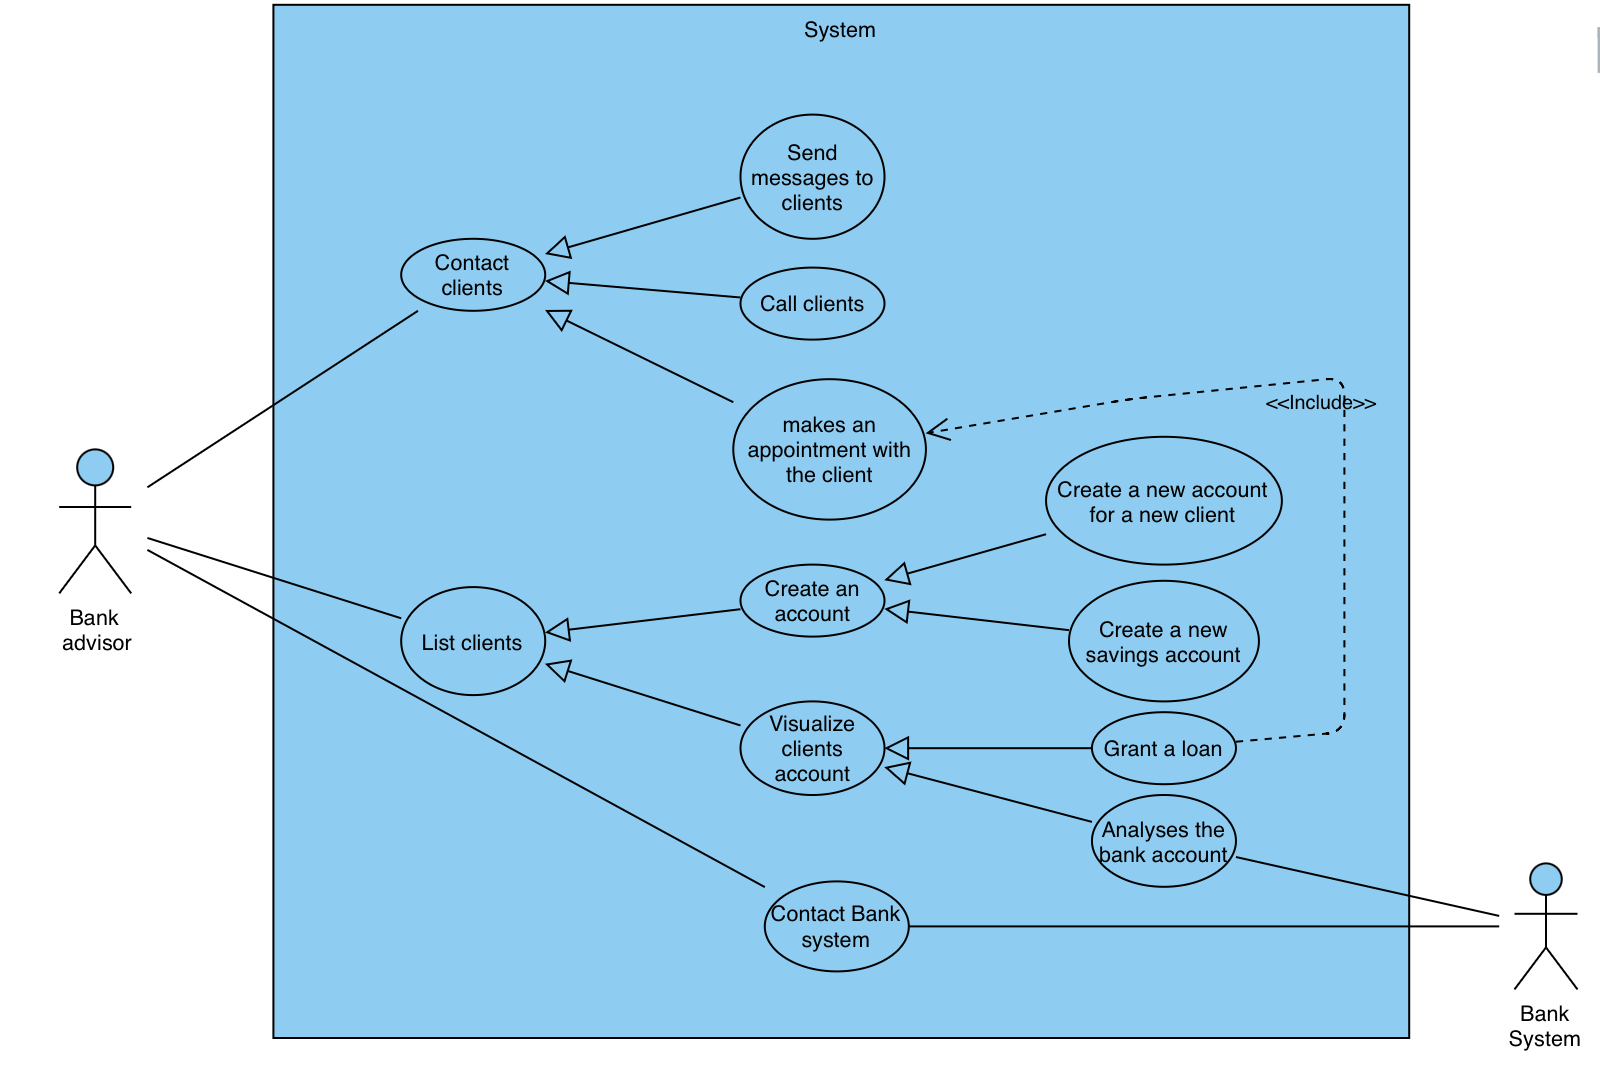 System
Send
messages to
clients
Contact
clients
Call clients
<<Include>>
makes an
appointment with
the client
Create a new account
for a new client
Bank
advisor
List clients
Create an
account
Create a new
savings account
Visualize
clients
account
Grant a loan
Analyses the
bank account
Contact Bank
system
Bank
System